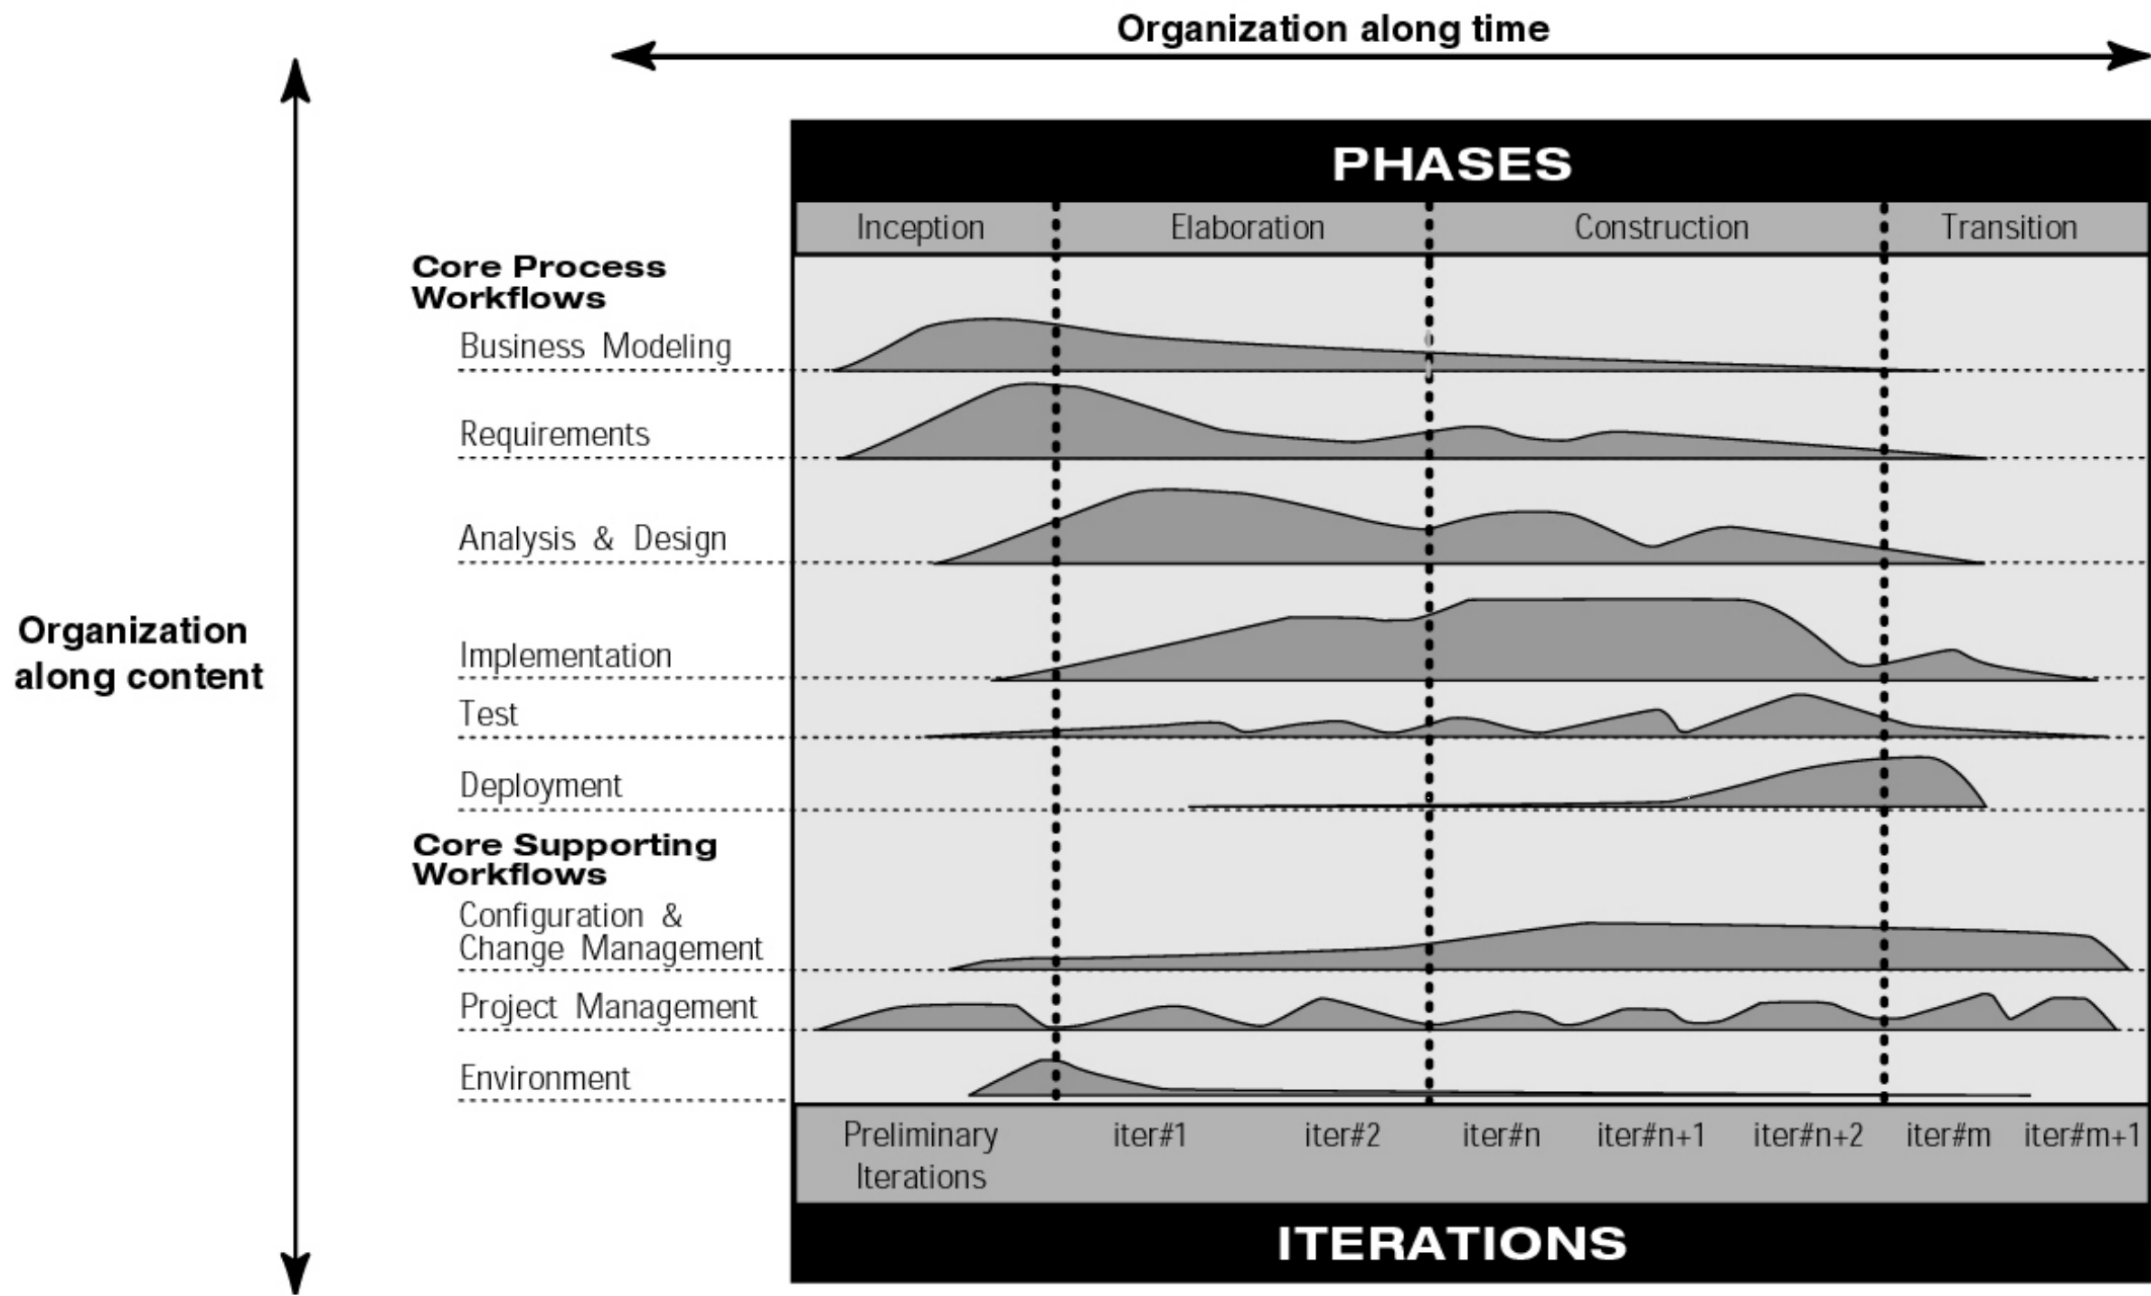 Organization along time
PHASES
Inception Elaboration Construction Transition
Core Process
Workflows
Business Modeling
Requirements
Analysis & Design
Implementation
Test
Deployment
Core Supporting
Workflows
Configuration &
Change Management
Project Management
Environment
Organization
along content
Preliminary
Iterations
iter#1 iter#2 iter#n iter#n+1 iter#n+2 iter#m iter#m+1
ITERATIONS